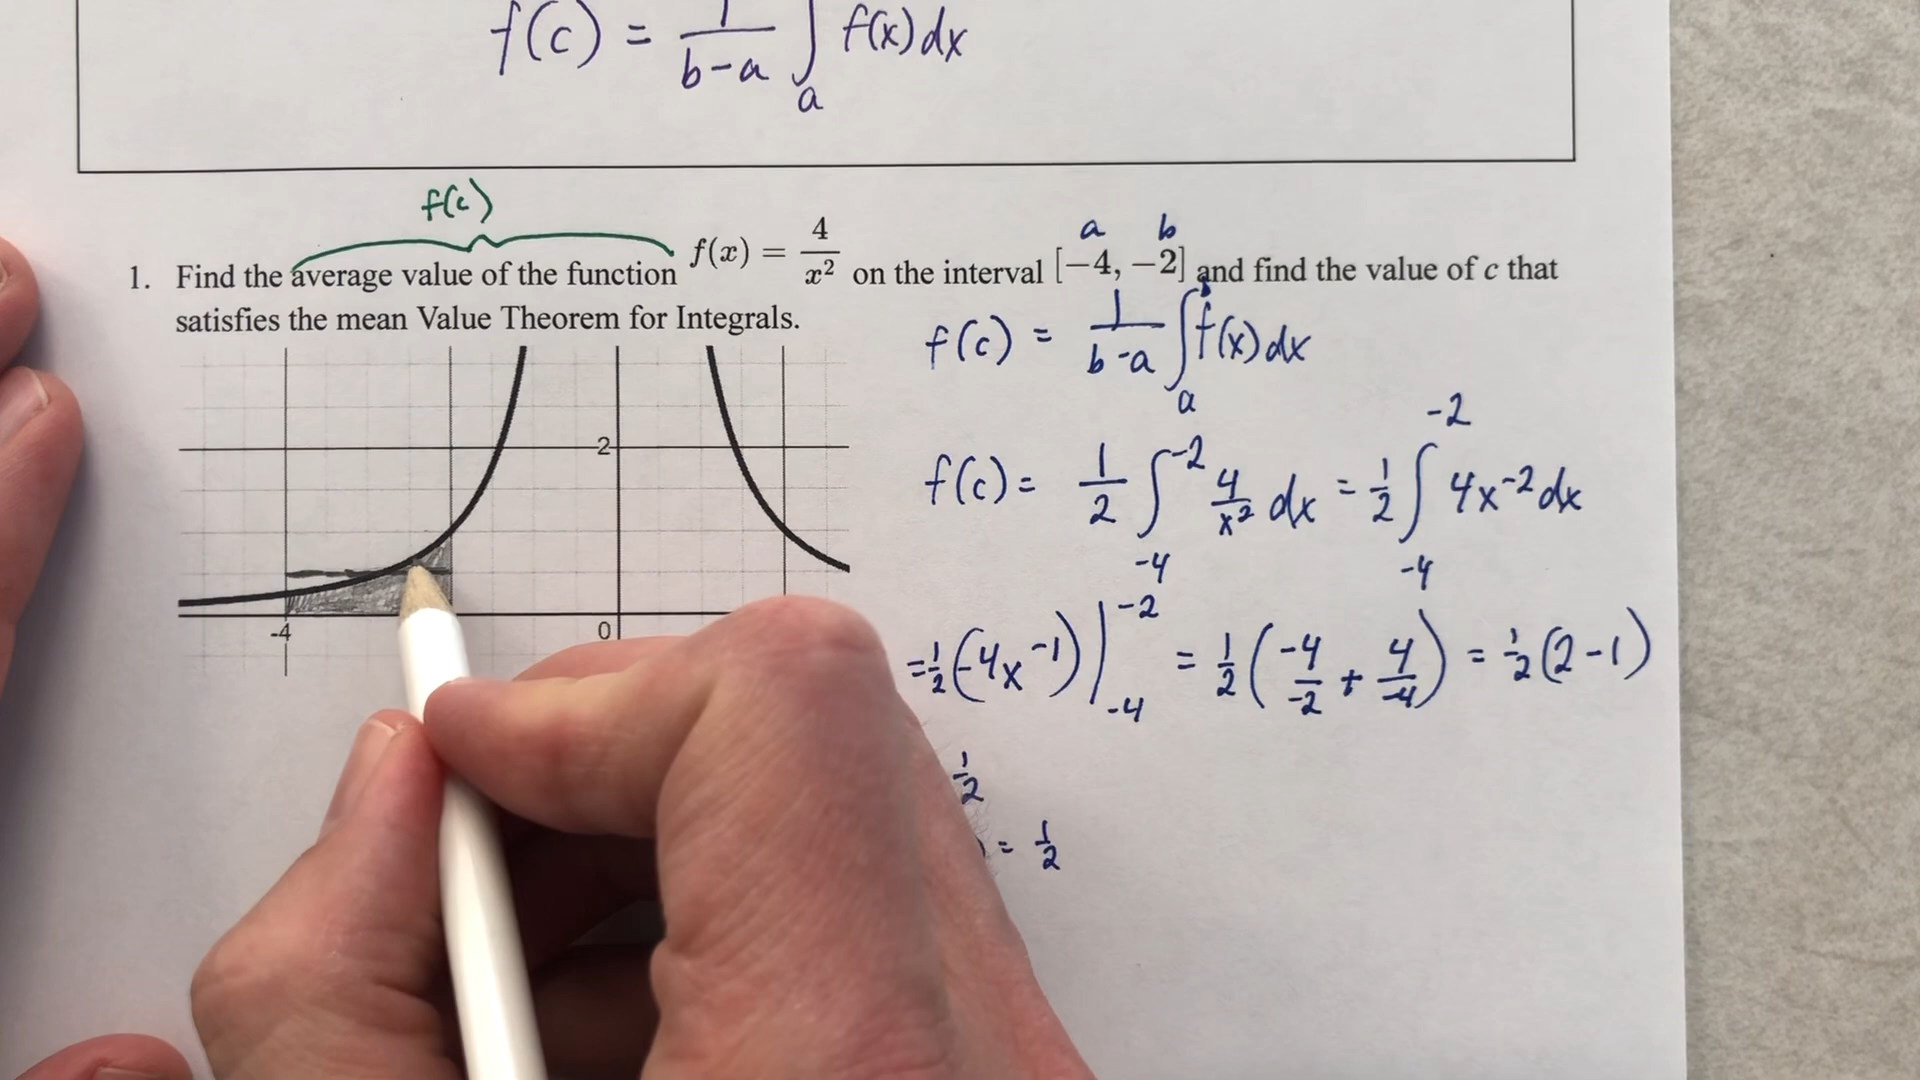 f(c) = 1/(b-a) ∫ₐ f(x)dx
f(c)
a b
1. Find the average value of the function f(x) = 4/x² on the interval [−4, −2] and find the value of c that
satisfies the mean Value Theorem for Integrals.
f(c) = 1/(b-a) ∫ₐᵇ f(x)dx
2
-4 0
f(c) = 1/2 ∫₋₄⁻² 4/x² dx = 1/2 ∫₋₄⁻² 4x⁻² dx
= 1/2 (-4x⁻¹) |₋₄⁻² = 1/2 (-4/-2 + 4/-4) = 1/2 (2-1)
1/2
) = 1/2